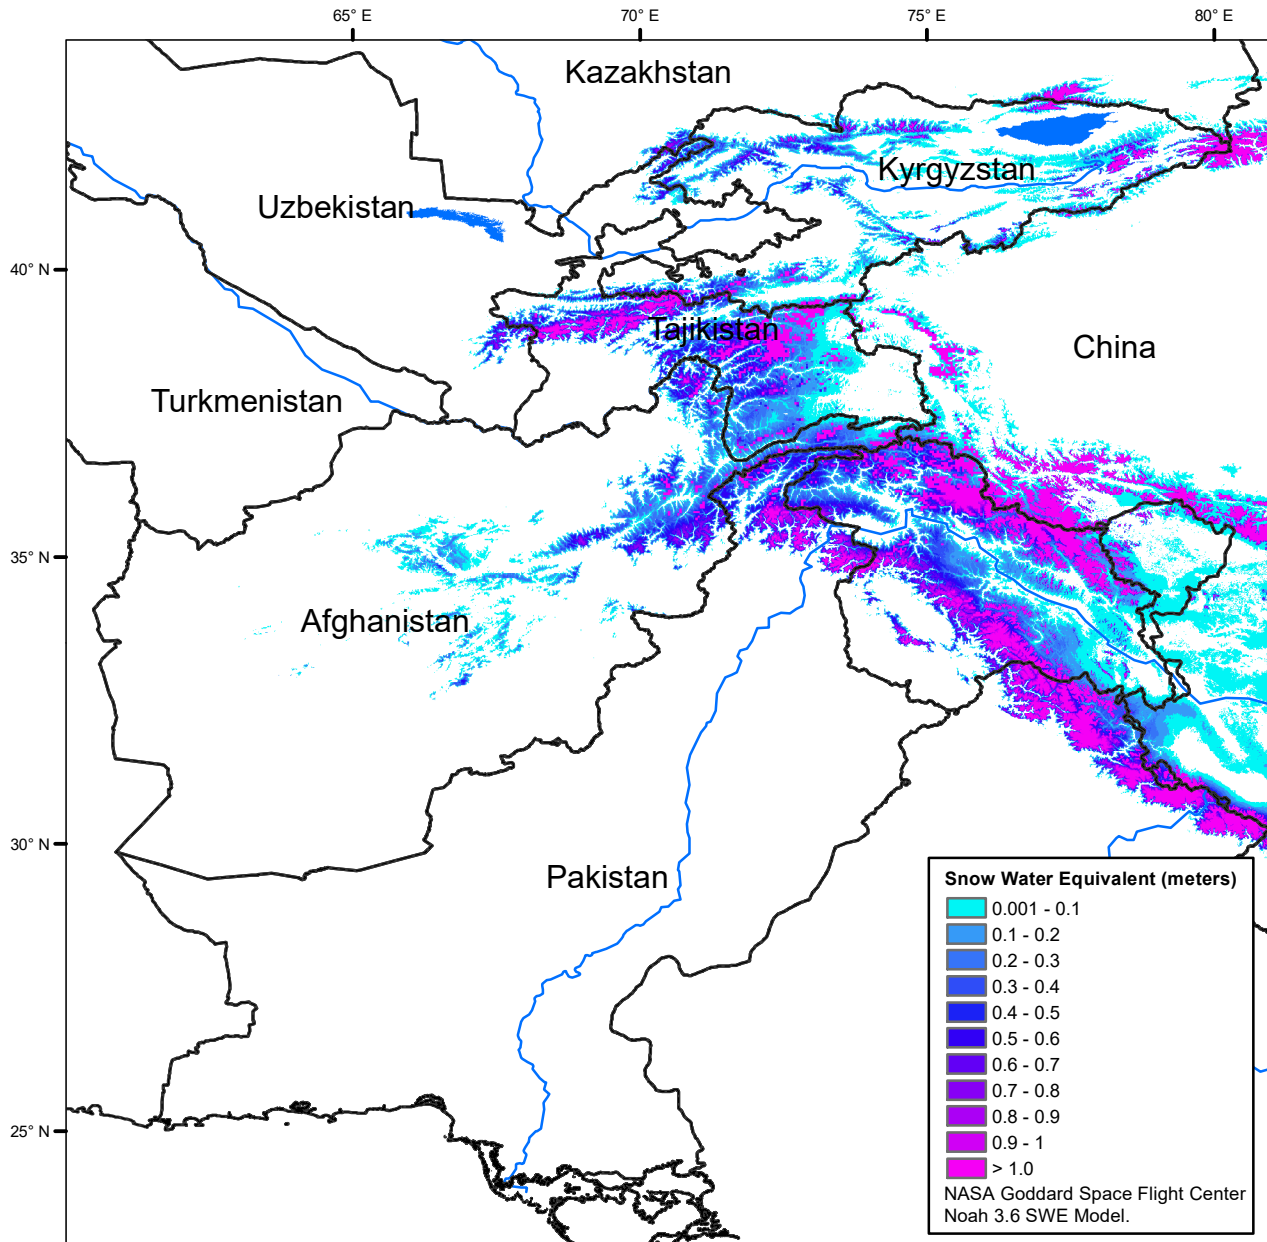 65° E
70° E
75° E
80° E
Kazakhstan
Kyrgyzstan
Uzbekistan
40° N
Tajikistan
China
Turkmenistan
35° N
Afghanistan
30° N
Pakistan
25° N
Snow Water Equivalent (meters)
0.001 - 0.1
0.1 - 0.2
0.2 - 0.3
0.3 - 0.4
0.4 - 0.5
0.5 - 0.6
0.6 - 0.7
0.7 - 0.8
0.8 - 0.9
0.9 - 1
> 1.0
NASA Goddard Space Flight Center
Noah 3.6 SWE Model.